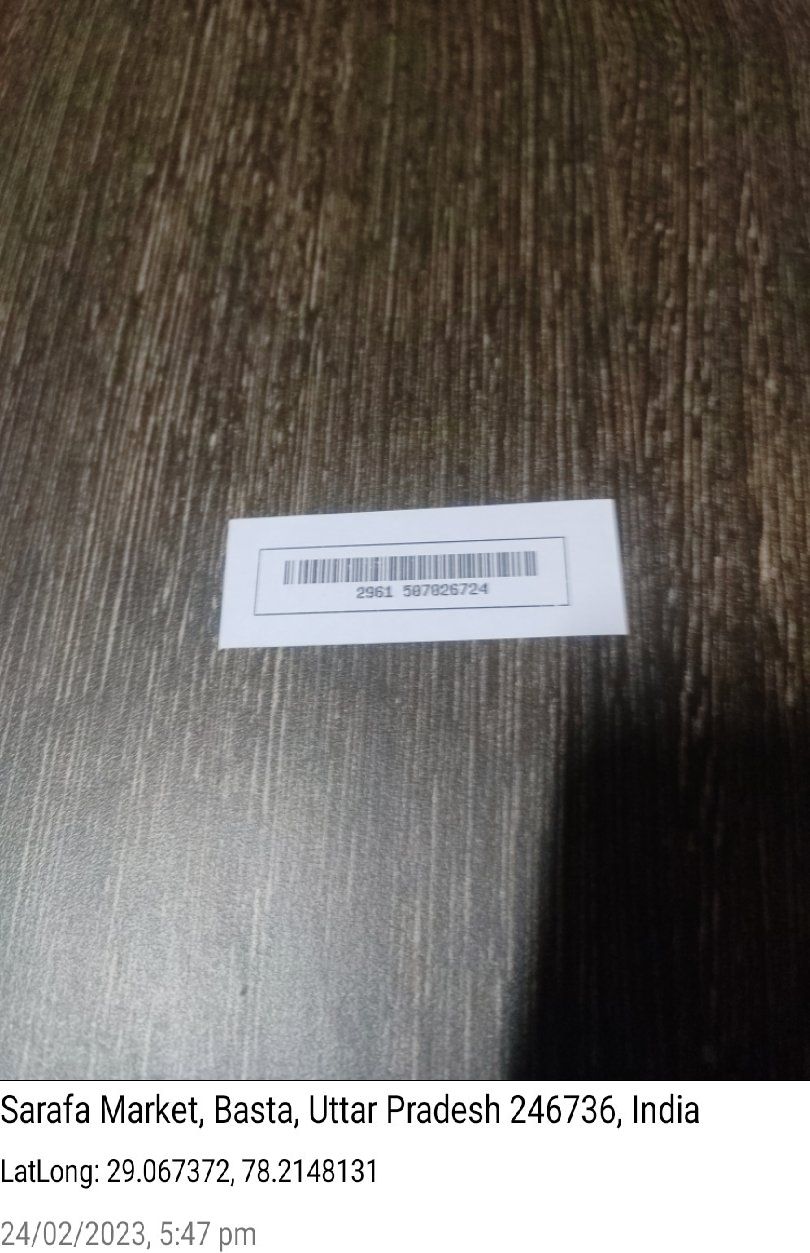 2961 507026724
Sarafa Market, Basta, Uttar Pradesh 246736, India
LatLong: 29.067372, 78.2148131
24/02/2023, 5:47 pm